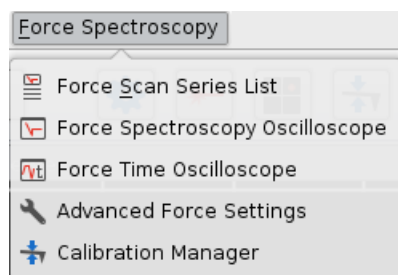 Force Spectroscopy
Force Scan Series List
Force Spectroscopy Oscilloscope
Force Time Oscilloscope
Advanced Force Settings
Calibration Manager